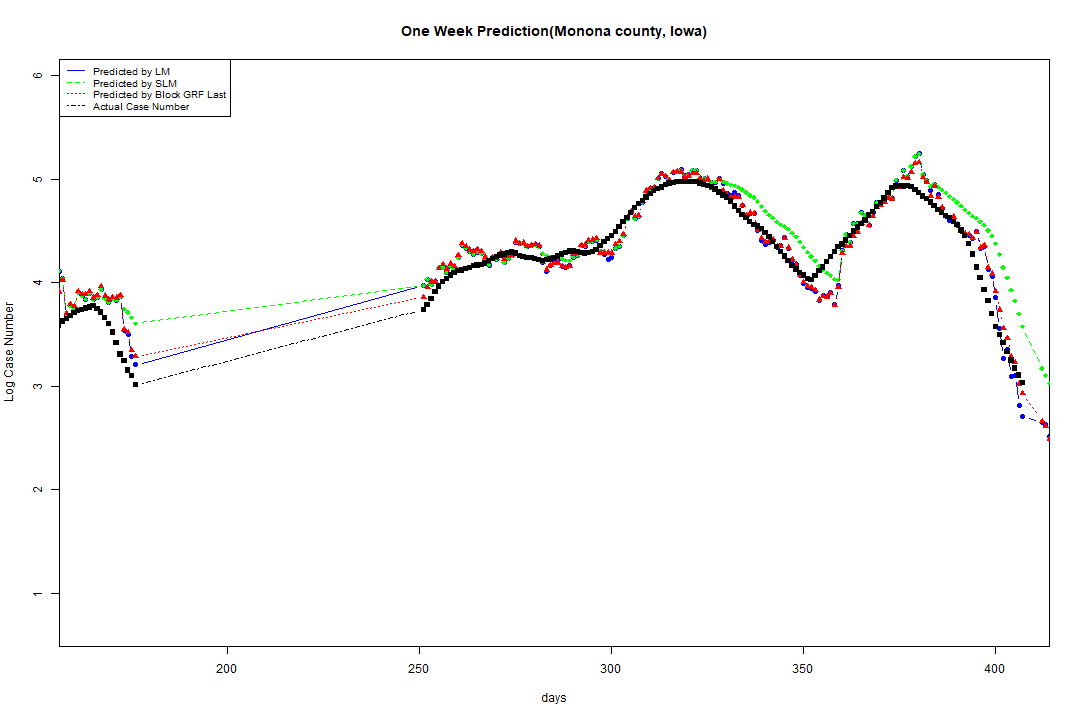 One Week Prediction(Monona county, Iowa)
Predicted by LM
Predicted by SLM
Predicted by Block GRF Last
Actual Case Number
6
5
4
3
2
1
Log Case Number
200 250 300 350 400
days